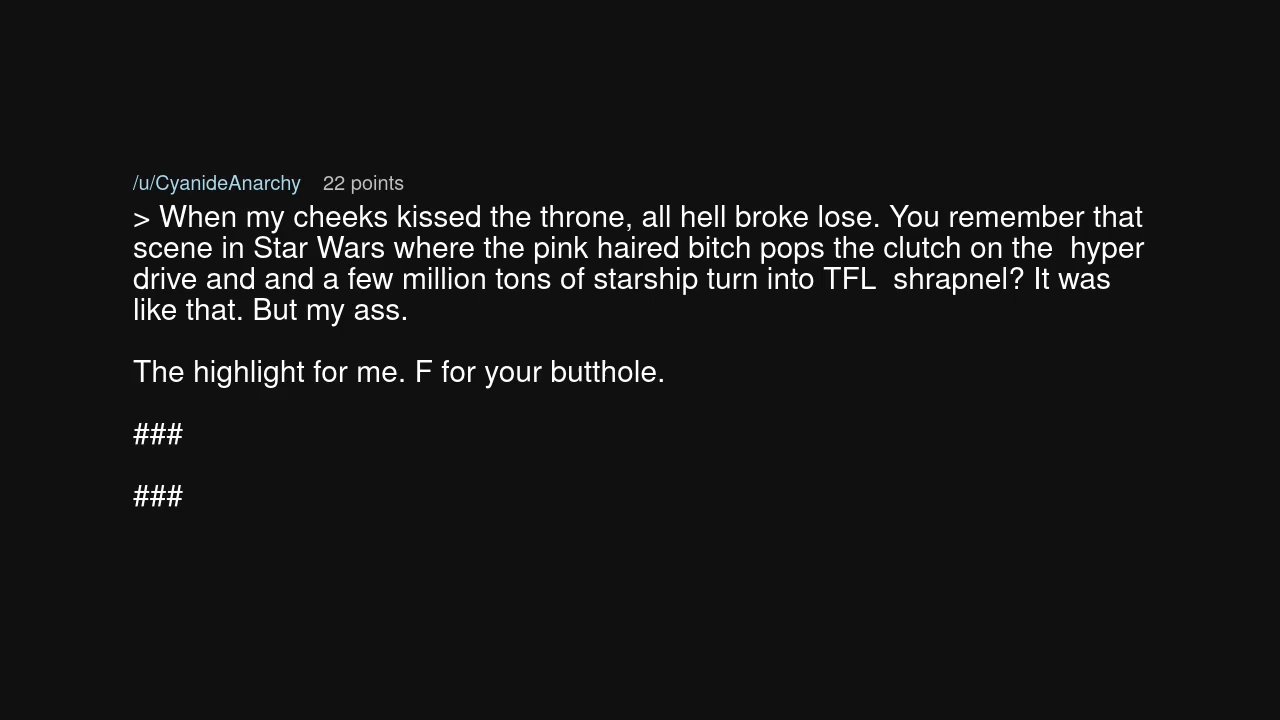 /u/CyanideAnarchy 22 points
> When my cheeks kissed the throne, all hell broke lose. You remember that
scene in Star Wars where the pink haired bitch pops the clutch on the  hyper
drive and and a few million tons of starship turn into TFL  shrapnel? It was
like that. But my ass.
The highlight for me. F for your butthole.
###
###